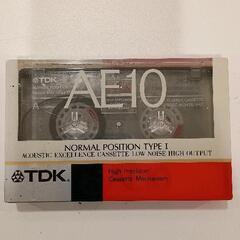 TDK
AE10
A
NORMAL POSITION TYPE I
ACOUSTIC EXCELLENCE CASSETTE LOW NOISE HIGH OUTPUT
TDK
High Precision
Cassette Mechanism